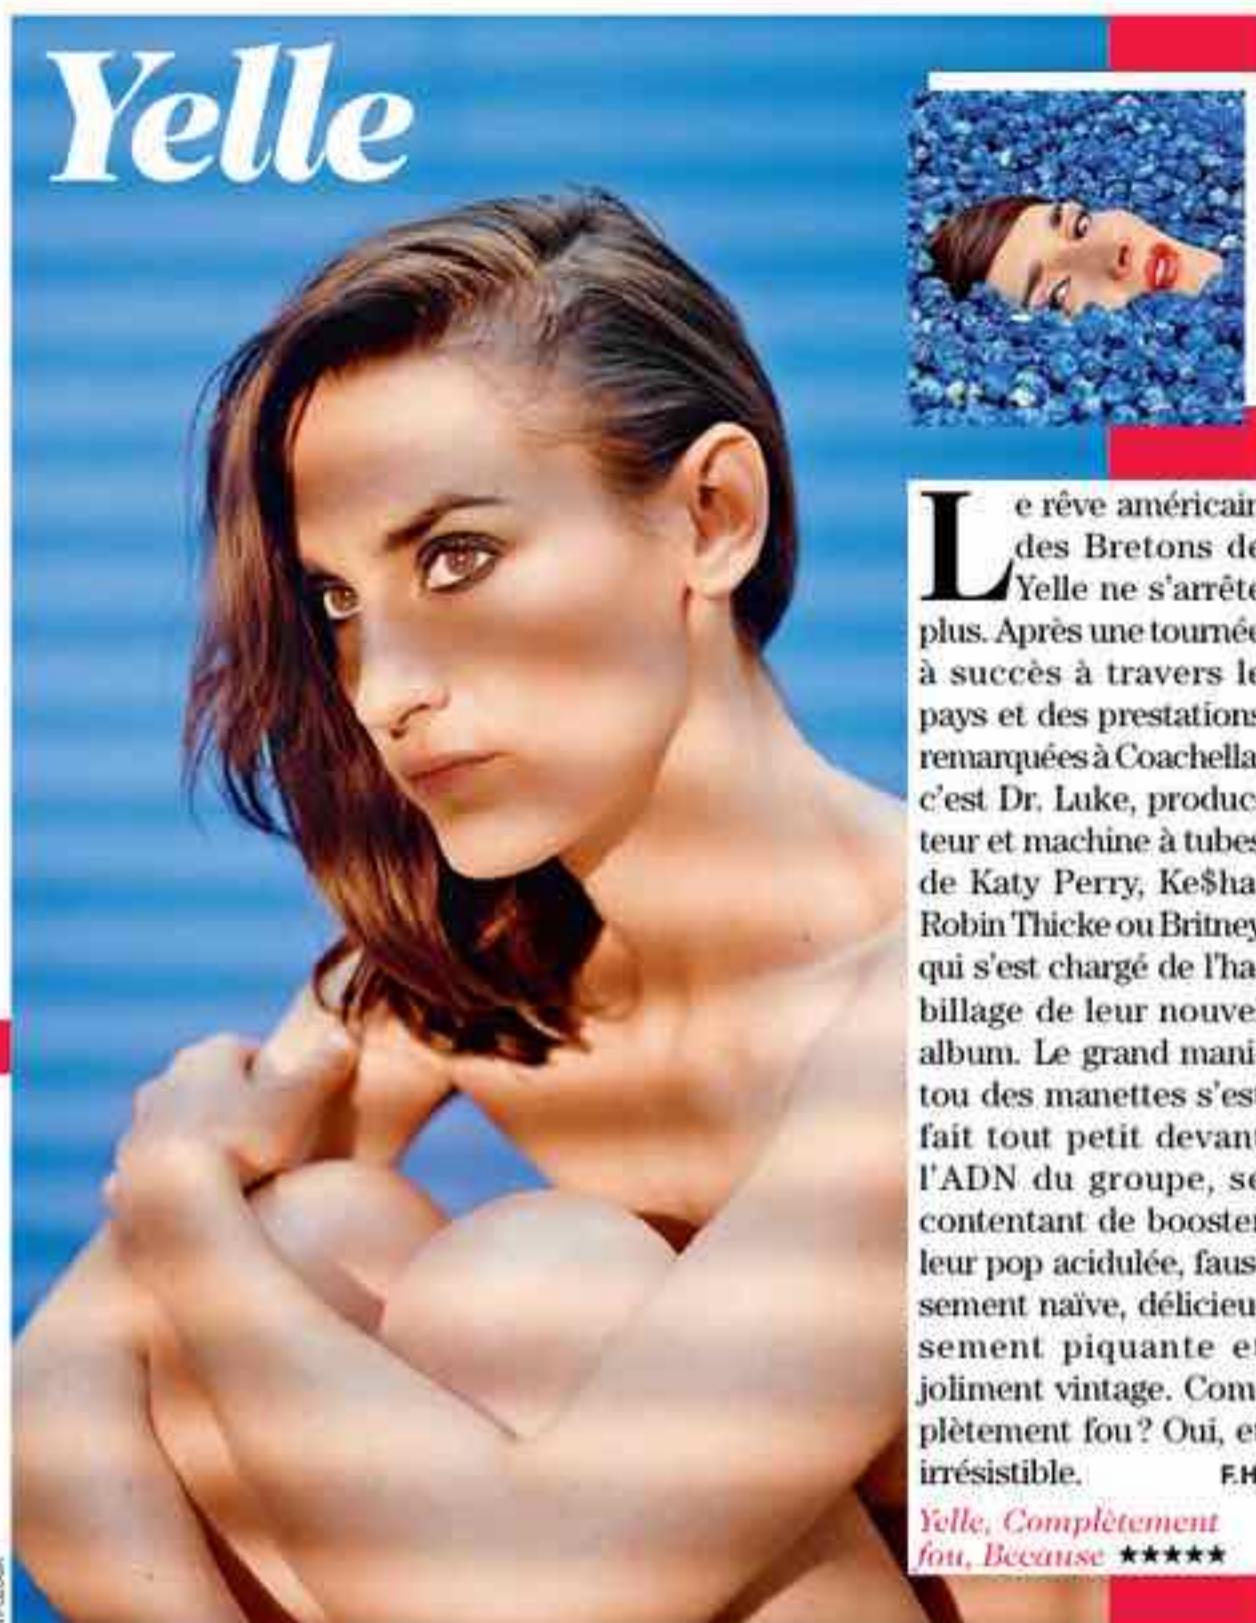 Yelle
Le rêve américain
des Bretons de
Yelle ne s'arrête
plus. Après une tournée
à succès à travers le
pays et des prestations
remarquées à Coachella,
c'est Dr. Luke, produc-
teur et machine à tubes
de Katy Perry, Ke$ha,
Robin Thicke ou Britney
qui s'est chargé de l'ha-
billage de leur nouvel
album. Le grand mani-
tou des manettes s'est
fait tout petit devant
l'ADN du groupe, se
contentant de booster
leur pop acidulée, faus-
sement naïve, délicieu-
sement piquante et
joliment vintage. Com-
plètement fou ? Oui, et
irrésistible. F.H
Yelle, Complètement
fou, Because ★★★★★